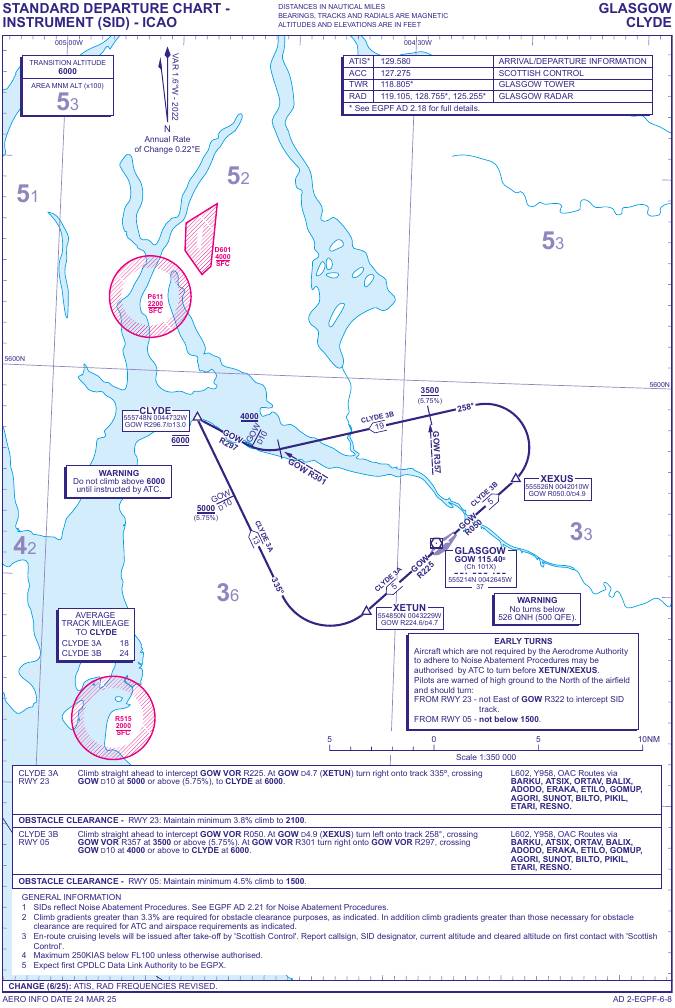 STANDARD DEPARTURE CHART -
INSTRUMENT (SID) - ICAO
DISTANCES IN NAUTICAL MILES
BEARINGS, TRACKS AND RADIALS ARE MAGNETIC
ALTITUDES AND ELEVATIONS ARE IN FEET
GLASGOW
CLYDE
005 00W
004 30W
TRANSITION ALTITUDE
6000
AREA MNM ALT (x100)
53
VAR 1.6°W - 2022
N
Annual Rate
of Change 0.22°E
ATIS* 129.580 ARRIVAL/DEPARTURE INFORMATION
ACC 127.275 SCOTTISH CONTROL
TWR 118.805* GLASGOW TOWER
RAD 119.105, 128.755*, 125.255* GLASGOW RADAR
* See EGPF AD 2.18 for full details.
51
52
53
D601
4000
SFC
P611
2200
SFC
5600N
5600N
CLYDE
555748N 0044732W
GOW R296.7/D13.0
6000
4000
GOW
D10
GOW
R297
GOW R301
CLYDE 3B
19
3500
(5.75%)
258°
GOW R357
WARNING
Do not climb above 6000
until instructed by ATC.
5000
(5.75%)
GOW
D10
CLYDE 3A
13
335°
XEXUS
555526N 0042010W
GOW R050.0/D4.9
CLYDE 3B
5
GOW
R050
33
42
36
GLASGOW
GOW 115.40°
(Ch 101X)
555214N 0042645W
37
GOW
R225
CLYDE 3A
5
XETUN
554850N 0043229W
GOW R224.6/D4.7
WARNING
No turns below
526 QNH (500 QFE).
AVERAGE
TRACK MILEAGE
TO CLYDE
CLYDE 3A 18
CLYDE 3B 24
EARLY TURNS
Aircraft which are not required by the Aerodrome Authority
to adhere to Noise Abatement Procedures may be
authorised by ATC to turn before XETUN/XEXUS.
Pilots are warned of high ground to the North of the airfield
and should turn:
FROM RWY 23 - not East of GOW R322 to intercept SID
track.
FROM RWY 05 - not below 1500.
R515
2000
SFC
5 0 5 10NM
Scale 1:350 000
CLYDE 3A Climb straight ahead to intercept GOW VOR R225. At GOW D4.7 (XETUN) turn right onto track 335°, crossing L602, Y958, OAC Routes via
RWY 23 GOW D10 at 5000 or above (5.75%), to CLYDE at 6000. BARKU, ATSIX, ORTAV, BALIX,
ADODO, ERAKA, ETILO, GOMUP,
AGORI, SUNOT, BILTO, PIKIL,
ETARI, RESNO.
OBSTACLE CLEARANCE - RWY 23: Maintain minimum 3.8% climb to 2100.
CLYDE 3B Climb straight ahead to intercept GOW VOR R050. At GOW D4.9 (XEXUS) turn left onto track 258°, crossing L602, Y958, OAC Routes via
RWY 05 GOW VOR R357 at 3500 or above (5.75%). At GOW VOR R301 turn right onto GOW VOR R297, crossing BARKU, ATSIX, ORTAV, BALIX,
GOW D10 at 4000 or above to CLYDE at 6000. ADODO, ERAKA, ETILO, GOMUP,
AGORI, SUNOT, BILTO, PIKIL,
ETARI, RESNO.
OBSTACLE CLEARANCE - RWY 05: Maintain minimum 4.5% climb to 1500.
GENERAL INFORMATION
1 SIDs reflect Noise Abatement Procedures. See EGPF AD 2.21 for Noise Abatement Procedures.
2 Climb gradients greater than 3.3% are required for obstacle clearance purposes, as indicated. In addition climb gradients greater than those necessary for obstacle
clearance are required for ATC and airspace requirements as indicated.
3 En-route cruising levels will be issued after take-off by 'Scottish Control'. Report callsign, SID designator, current altitude and cleared altitude on first contact with 'Scottish
Control'.
4 Maximum 250KIAS below FL100 unless otherwise authorised.
5 Expect first CPDLC Data Link Authority to be EGPX.
CHANGE (6/25): ATIS, RAD FREQUENCIES REVISED.
AERO INFO DATE 24 MAR 25
AD 2-EGPF-6-8